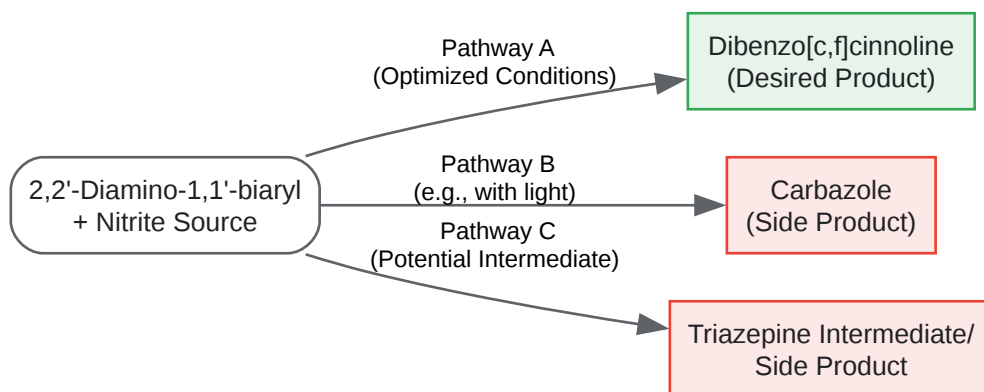 2,2'-Diamino-1,1'-biaryl
+ Nitrite Source
Pathway A
(Optimized Conditions)
Dibenzo[c,f]cinnoline
(Desired Product)
Pathway B
(e.g., with light)
Carbazole
(Side Product)
Pathway C
(Potential Intermediate)
Triazepine Intermediate/
Side Product